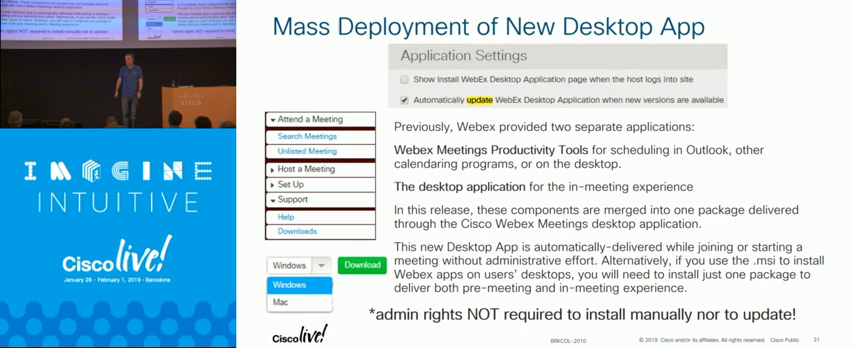 Mass Deployment of New Desktop App
Application Settings
Show install WebEx Desktop Application page when the host logs into site
Automatically update WebEx Desktop Application when new versions are available
Attend a Meeting
Search Meetings
Unlisted Meeting
Host a Meeting
Set Up
Support
Help
Downloads
Windows
Download
Windows
Mac
Previously, Webex provided two separate applications:
Webex Meetings Productivity Tools for scheduling in Outlook, other
calendaring programs, or on the desktop.
The desktop application for the in-meeting experience
In this release, these components are merged into one package delivered
through the Cisco Webex Meetings desktop application.
This new Desktop App is automatically-delivered while joining or starting a
meeting without administrative effort. Alternatively, if you use the .msi to install
Webex apps on users' desktops, you will need to install just one package to
deliver both pre-meeting and in-meeting experience.
*admin rights NOT required to install manually nor to update!
IMAGINE
INTUITIVE
Cisco live!
January 28 - February 1, 2019 · Barcelona
Cisco live!
BRKCOL-2010
© 2019 Cisco and/or its affiliates. All rights reserved. Cisco Public
31